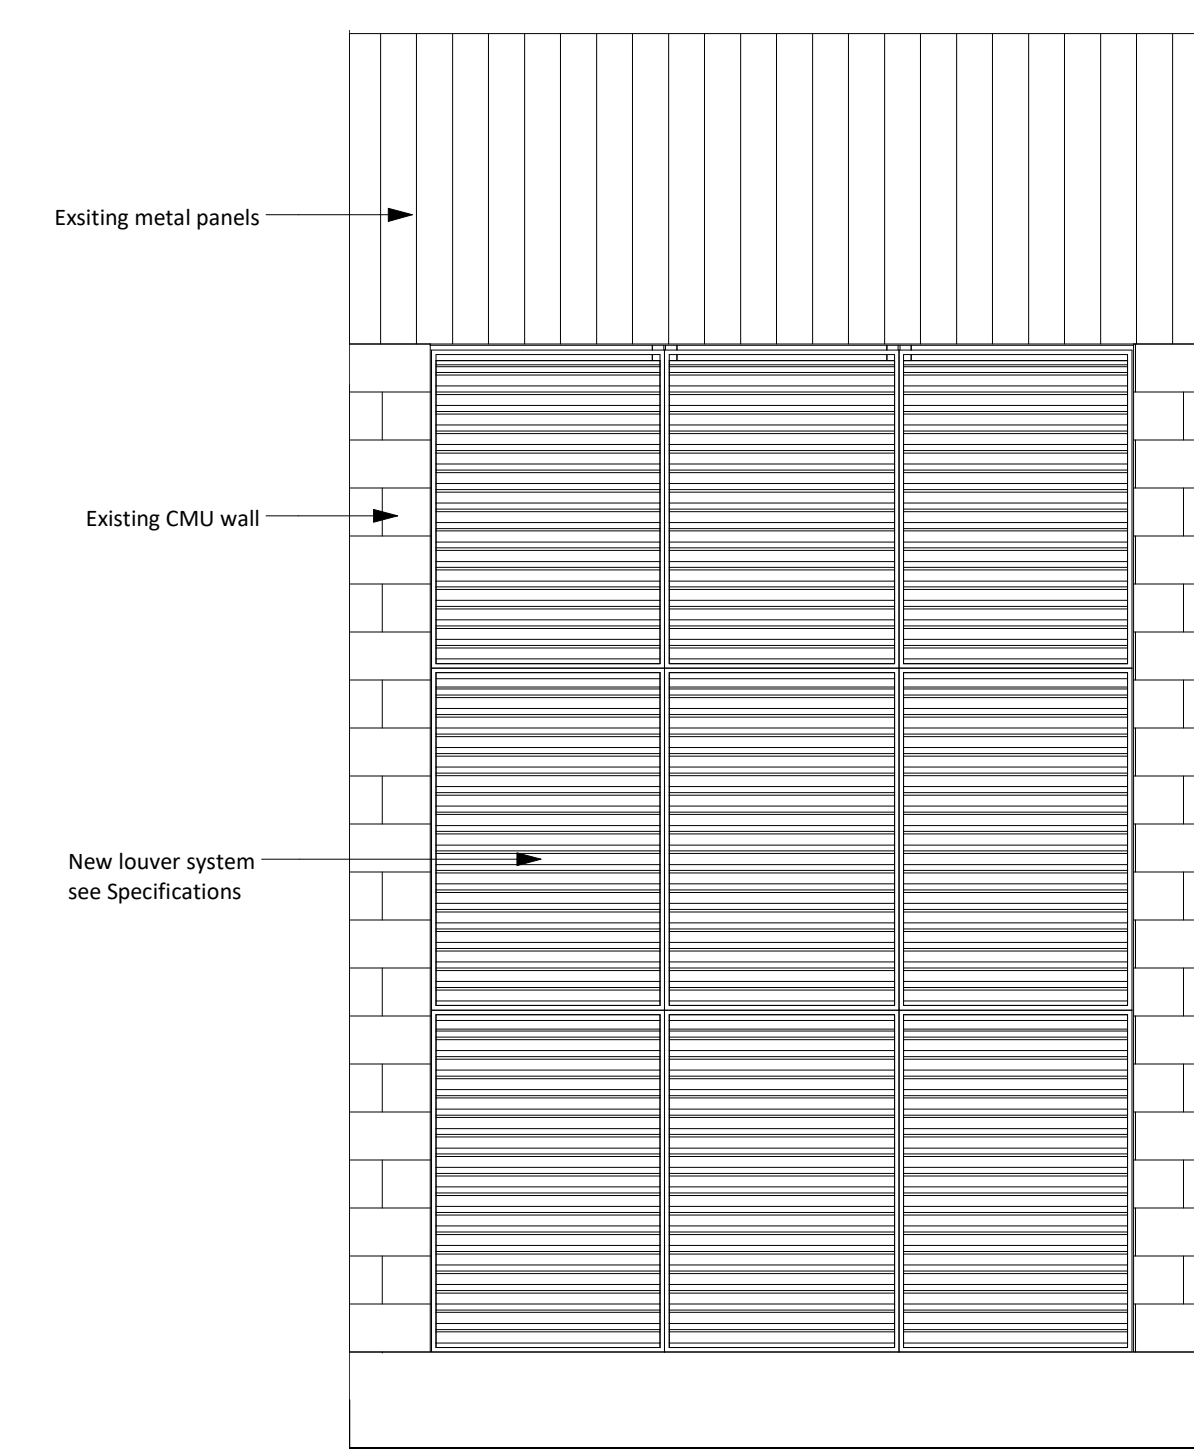 Exsiting metal panels
Existing CMU wall
New louver system
see Specifications